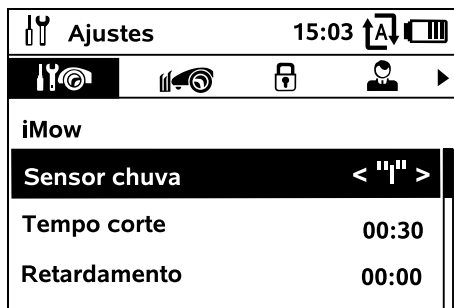 Ajustes 15:03 A
iMow
Sensor chuva < "I" >
Tempo corte 00:30
Retardamento 00:00